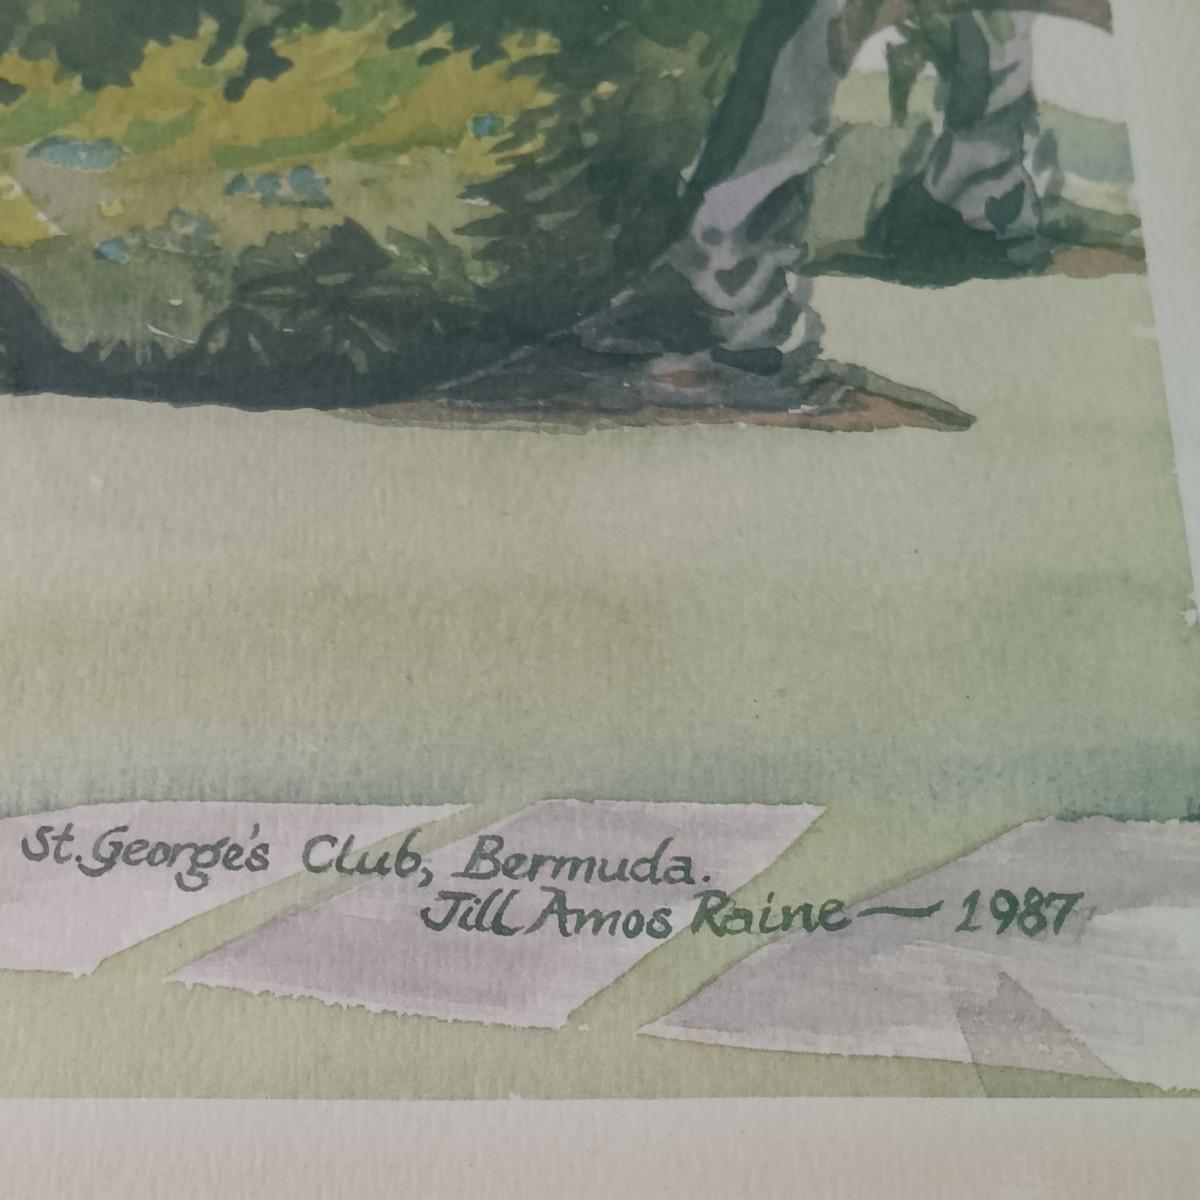 St. George's Club, Bermuda.
Jill Amos Raine — 1987